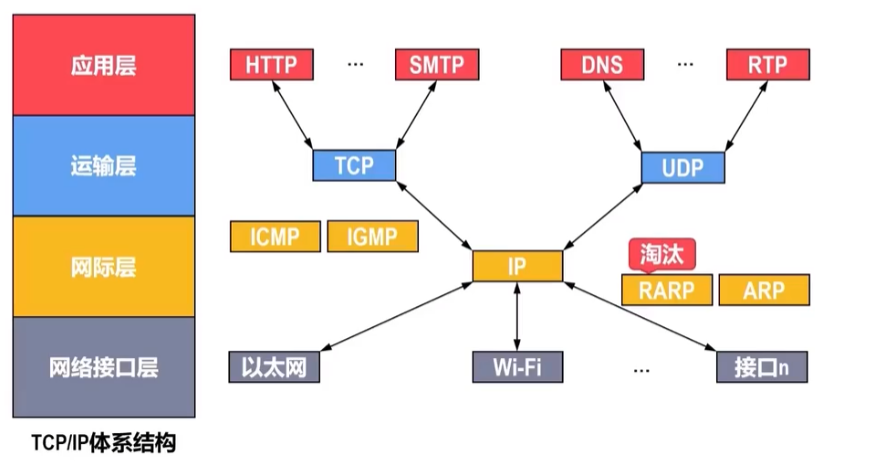 应用层
HTTP … SMTP DNS … RTP
运输层
TCP UDP
网际层
ICMP IGMP IP
淘汰
RARP ARP
网络接口层
以太网 Wi-Fi … 接口n
TCP/IP体系结构